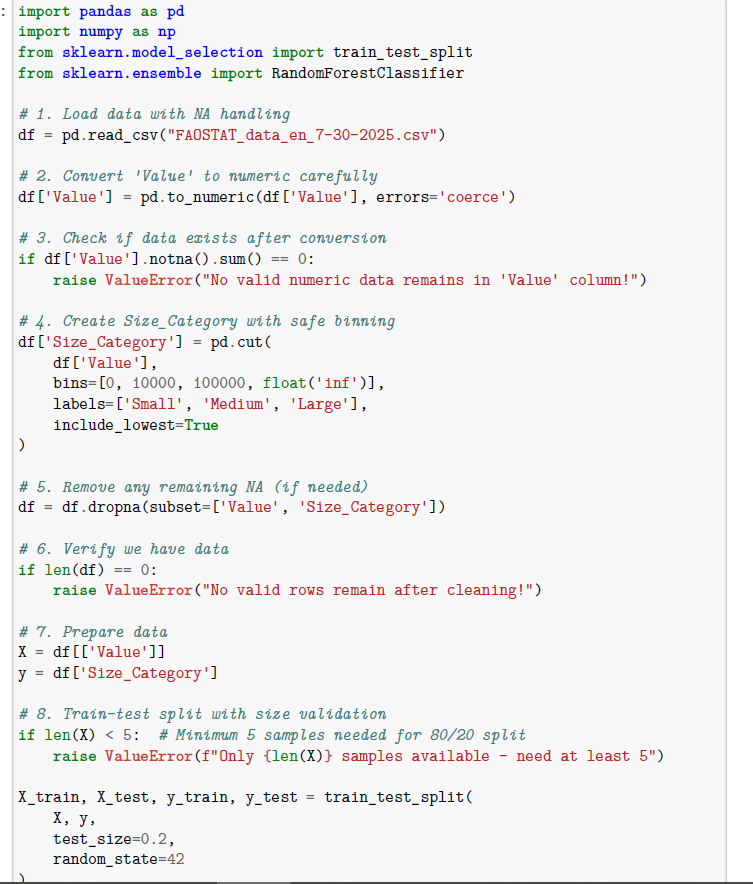 :
import pandas as pd
import numpy as np
from sklearn.model_selection import train_test_split
from sklearn.ensemble import RandomForestClassifier

# 1. Load data with NA handling
df = pd.read_csv("FAOSTAT_data_en_7-30-2025.csv")

# 2. Convert 'Value' to numeric carefully
df['Value'] = pd.to_numeric(df['Value'], errors='coerce')

# 3. Check if data exists after conversion
if df['Value'].notna().sum() == 0:
    raise ValueError("No valid numeric data remains in 'Value' column!")

# 4. Create Size_Category with safe binning
df['Size_Category'] = pd.cut(
    df['Value'],
    bins=[0, 10000, 100000, float('inf')],
    labels=['Small', 'Medium', 'Large'],
    include_lowest=True
)

# 5. Remove any remaining NA (if needed)
df = df.dropna(subset=['Value', 'Size_Category'])

# 6. Verify we have data
if len(df) == 0:
    raise ValueError("No valid rows remain after cleaning!")

# 7. Prepare data
X = df[['Value']]
y = df['Size_Category']

# 8. Train-test split with size validation
if len(X) < 5:  # Minimum 5 samples needed for 80/20 split
    raise ValueError(f"Only {len(X)} samples available - need at least 5")

X_train, X_test, y_train, y_test = train_test_split(
    X, y,
    test_size=0.2,
    random_state=42
)